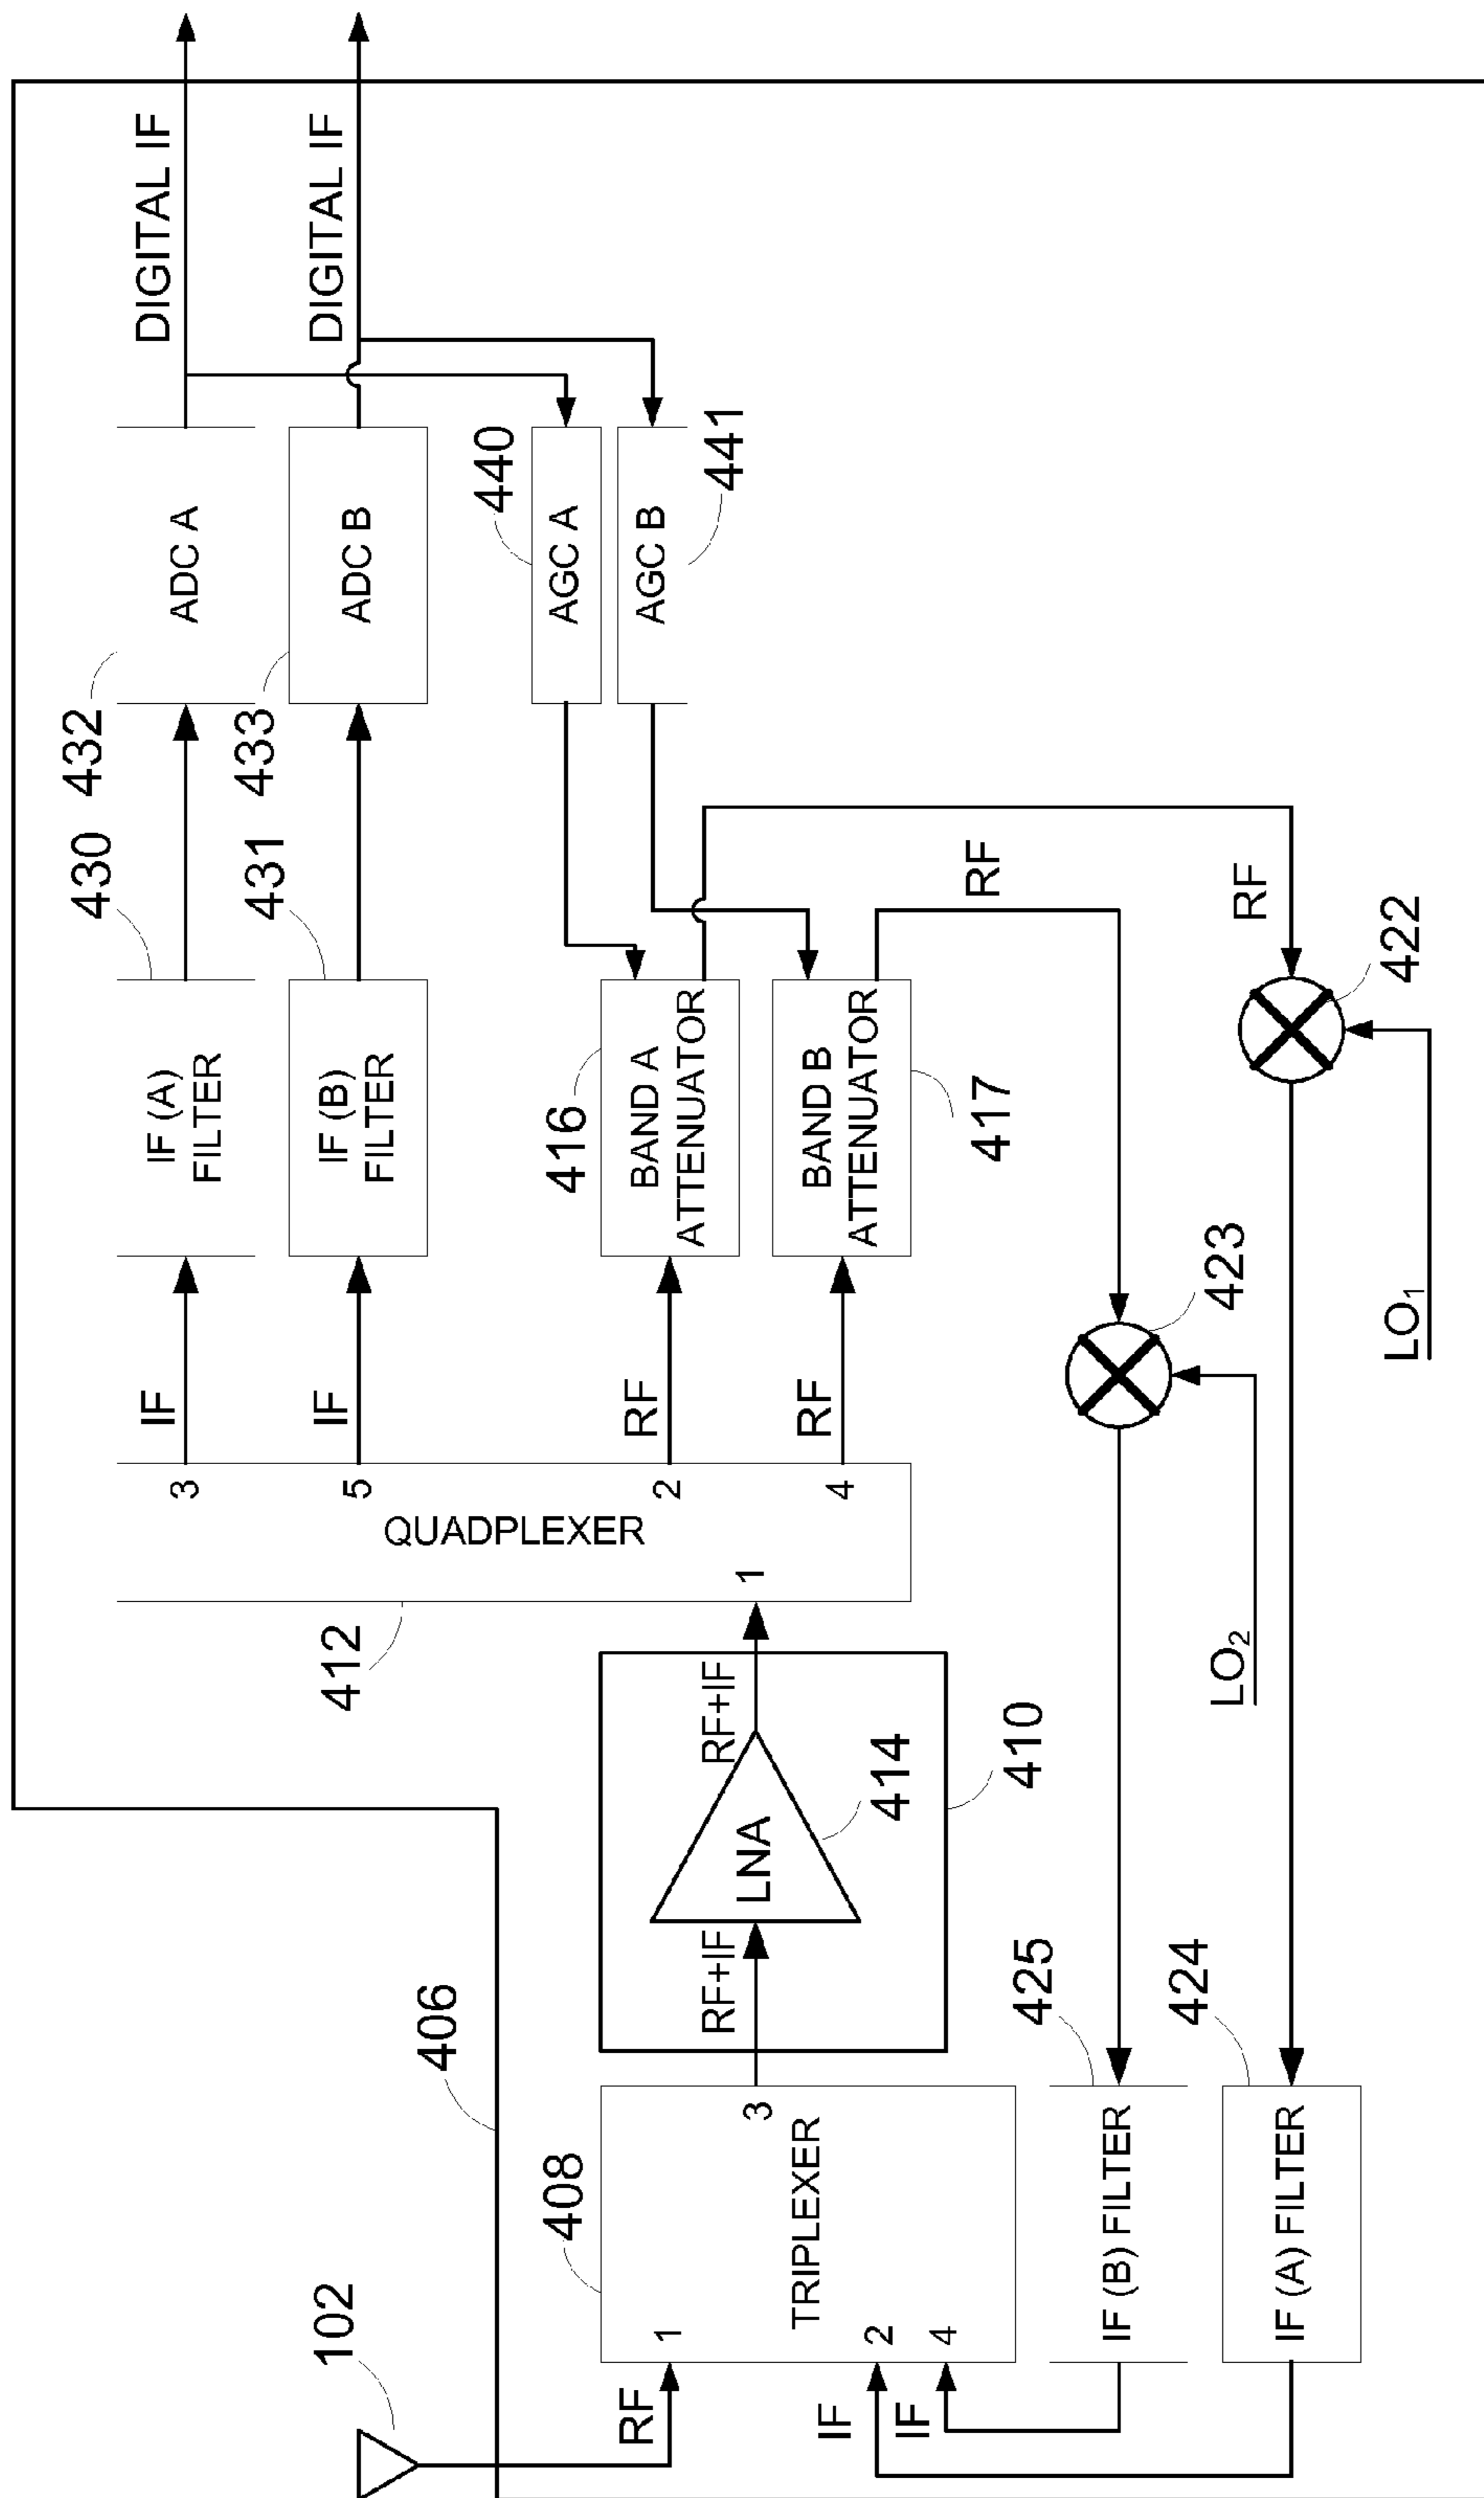 102
RF
IF
IF
408
1
2
4
3
TRIPLEXER
406
425
IF (B) FILTER
424
IF (A) FILTER
RF+IF
LNA
RF+IF
414
410
412
1
QUADPLEXER
3
5
2
4
IF
IF
RF
RF
LO2
LO1
423
422
430
IF (A)
FILTER
431
IF (B)
FILTER
416
BAND A
ATTENUATOR
417
BAND B
ATTENUATOR
RF
RF
432
ADC A
433
ADC B
440
AGC A
441
AGC B
DIGITAL IF
DIGITAL IF